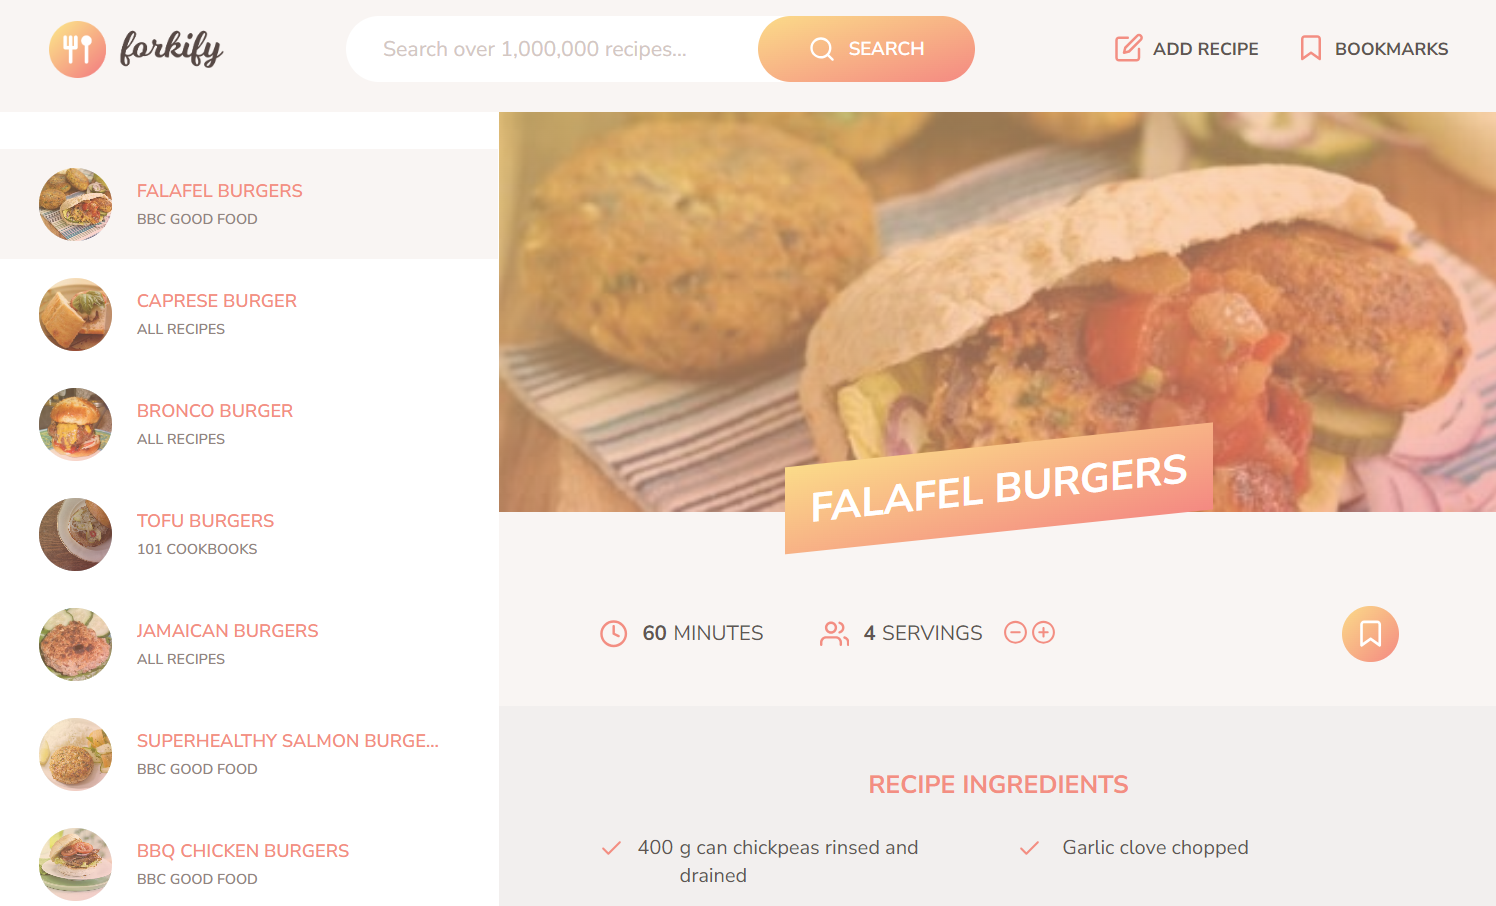 forkify
Search over 1,000,000 recipes...
SEARCH
ADD RECIPE
BOOKMARKS
FALAFEL BURGERS
BBC GOOD FOOD
CAPRESE BURGER
ALL RECIPES
BRONCO BURGER
ALL RECIPES
TOFU BURGERS
101 COOKBOOKS
JAMAICAN BURGERS
ALL RECIPES
SUPERHEALTHY SALMON BURGE...
BBC GOOD FOOD
BBQ CHICKEN BURGERS
BBC GOOD FOOD
FALAFEL BURGERS
60 MINUTES
4 SERVINGS
RECIPE INGREDIENTS
400 g can chickpeas rinsed and
drained
Garlic clove chopped